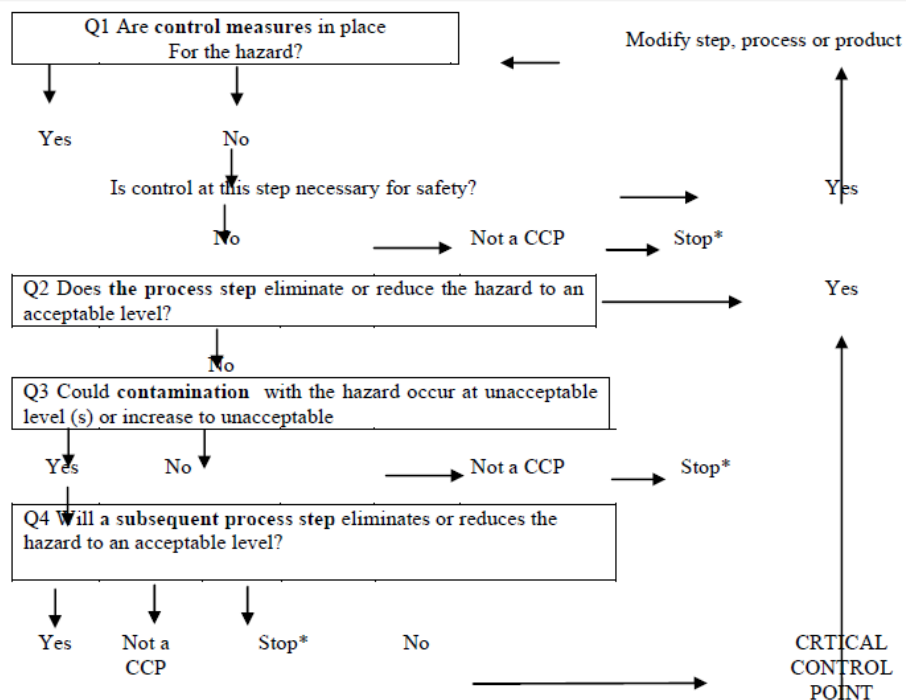 Q1 Are control measures in place
For the hazard?
Modify step, process or product
Yes
No
Is control at this step necessary for safety?
Yes
No
Not a CCP
Stop*
Q2 Does the process step eliminate or reduce the hazard to an
acceptable level?
Yes
No
Q3 Could contamination with the hazard occur at unacceptable
level (s) or increase to unacceptable
Yes
No
Not a CCP
Stop*
Q4 Will a subsequent process step eliminates or reduces the
hazard to an acceptable level?
Yes
Not a
CCP
Stop*
No
CRTICAL
CONTROL
POINT